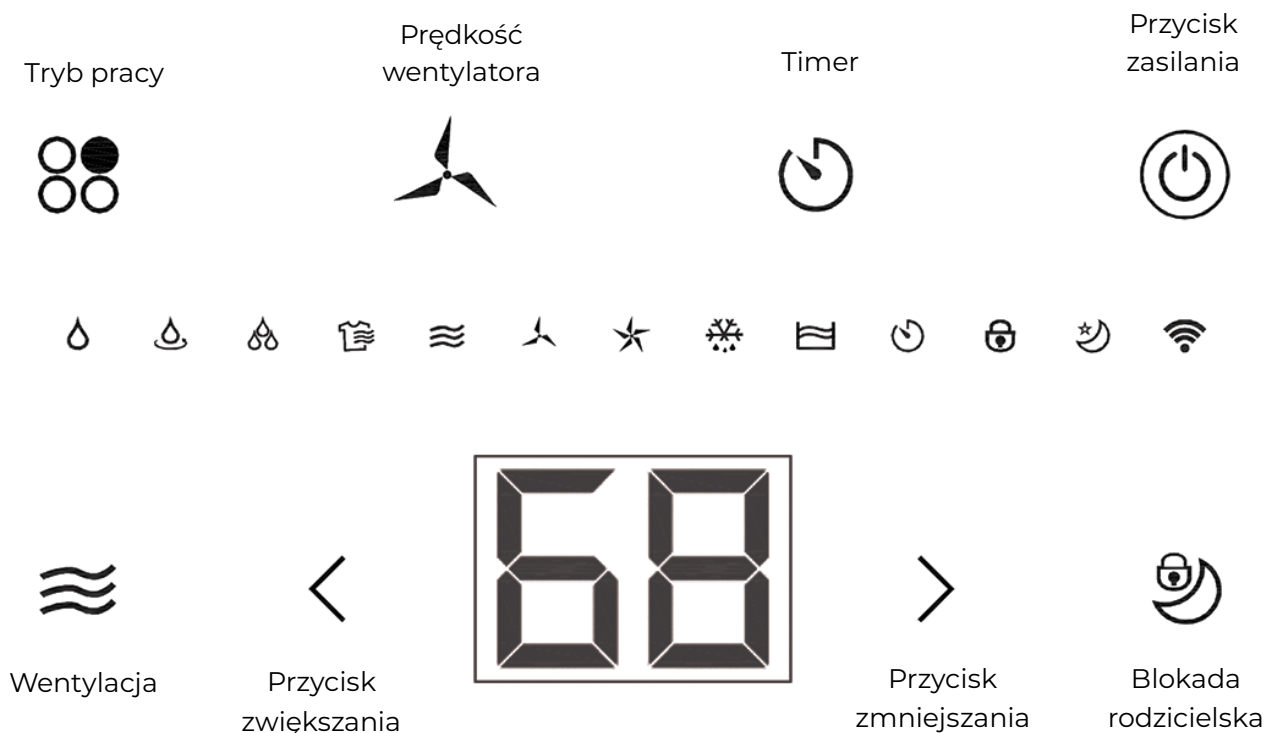 Tryb pracy
Prędkość
wentylatora
Timer
Przycisk
zasilania
68
Wentylacja
Przycisk
zwiększania
Przycisk
zmniejszania
Blokada
rodzicielska